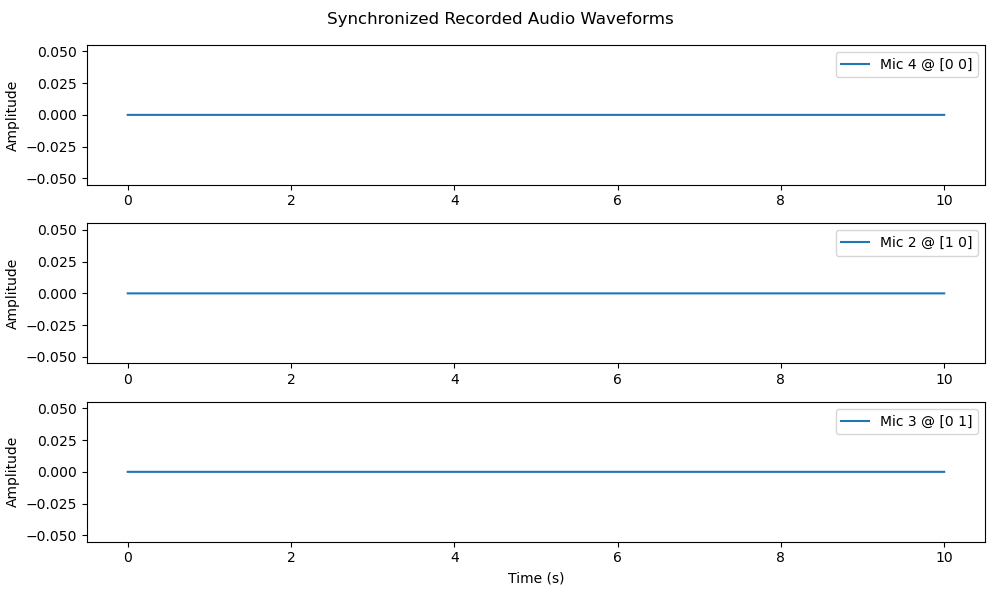 Synchronized Recorded Audio Waveforms
0.050
0.025
0.000
−0.025
−0.050
Amplitude
Mic 4 @ [0 0]
0 2 4 6 8 10
0.050
0.025
0.000
−0.025
−0.050
Amplitude
Mic 2 @ [1 0]
0 2 4 6 8 10
0.050
0.025
0.000
−0.025
−0.050
Amplitude
Mic 3 @ [0 1]
0 2 4 6 8 10
Time (s)